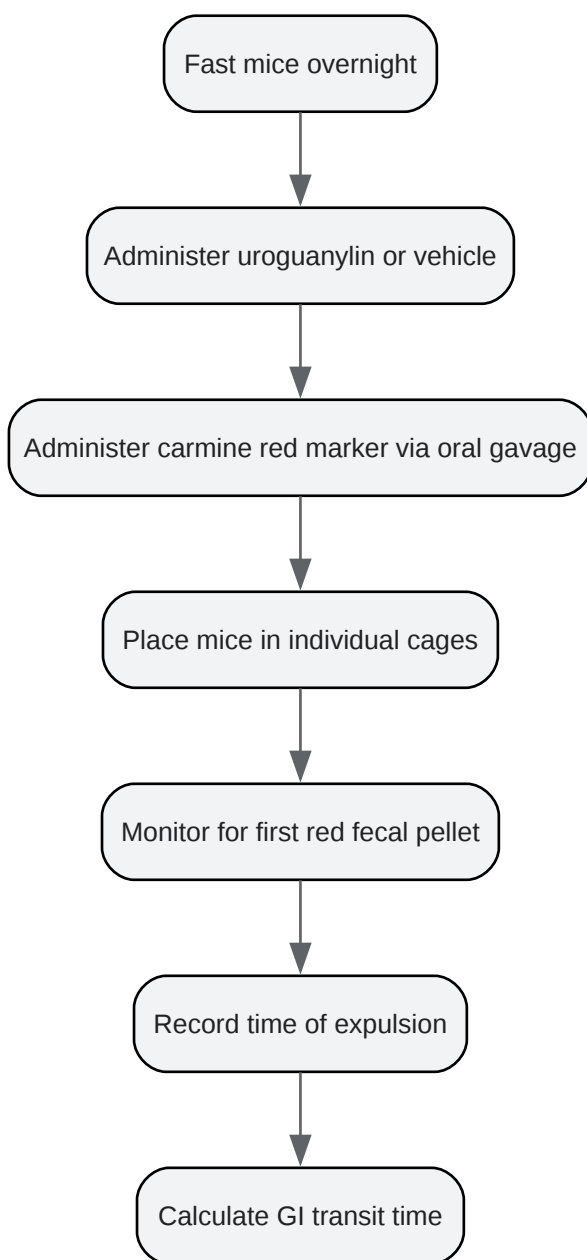 Fast mice overnight
Administer uroguanylin or vehicle
Administer carmine red marker via oral gavage
Place mice in individual cages
Monitor for first red fecal pellet
Record time of expulsion
Calculate GI transit time